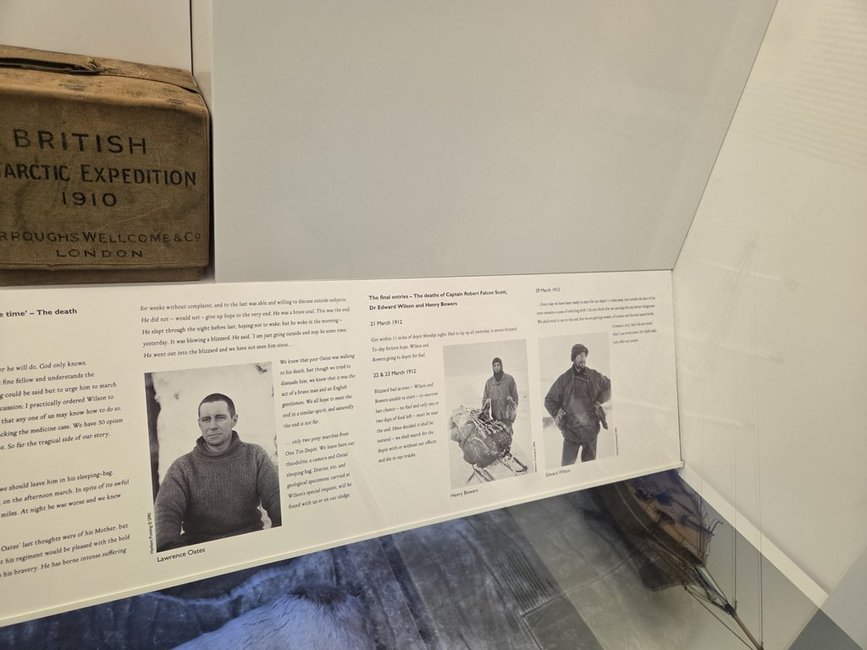 BRITISH
ARCTIC EXPEDITION
1910
RROUGHS WELLCOME & Co
LONDON
e time' – The death
er he will do, God only knows.
fine fellow and understands the
g could be said but to urge him to march
cussion; I practically ordered Wilson to
that any one of us may know how to do so.
cking the medicine case. We have 30 opium
e. So far the tragical side of our story.
we should leave him in his sleeping-bag.
on the afternoon march. In spite of its awful
miles. At night he was worse and we knew
Oates' last thoughts were of his Mother, but
t his regiment would be pleased with the bold
his bravery. He has borne intense suffering
for weeks without complaint, and to the last was able and willing to discuss outside subjects.
He did not – would not – give up hope to the very end. He was a brave soul. This was the end.
He slept through the night before last, hoping not to wake; but he woke in the morning –
yesterday. It was blowing a blizzard. He said, 'I am just going outside and may be some time.'
He went out into the blizzard and we have not seen him since...
We knew that poor Oates was walking
to his death, but though we tried to
dissuade him, we knew it was the
act of a brave man and an English
gentleman. We all hope to meet the
end in a similar spirit, and assuredly
the end is not far.
... only two pony marches from
One Ton Depot. We leave here our
theodolite, a camera and Oates'
sleeping-bag. Diaries, etc. and
geological specimens, carried at
Wilson's special request, will be
found with us or on our sledge.
Lawrence Oates
The final entries – The deaths of Captain Robert Falcon Scott,
Dr Edward Wilson and Henry Bowers
21 March 1912
Got within 11 miles of depot Monday night. Had to lay up all yesterday in severe blizzard.
To-day forlorn hope, Wilson and
Bowers going to depot for fuel.
22 & 23 March 1912
Blizzard bad as ever – Wilson and
Bowers unable to start – to-morrow
last chance – no fuel and only one or
two days of food left – must be near
the end. Have decided it shall be
natural – we shall march for the
depot with or without our effects
and die in our tracks.
Henry Bowers
29 March 1912
Edward Wilson